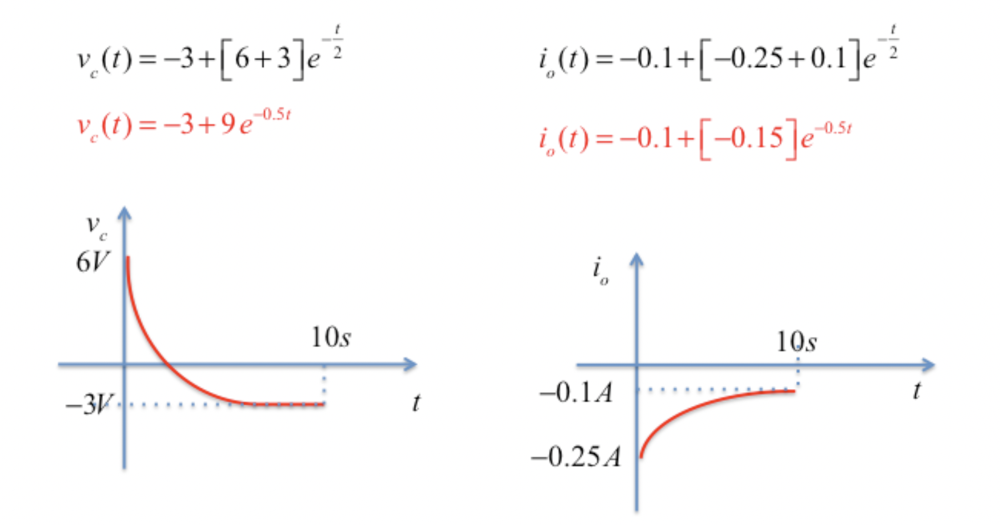 v_c(t) = −3+[6+3]e^{−t/2}
v_c(t) = −3+9e^{−0.5t}
i_o(t) = −0.1+[−0.25+0.1]e^{−t/2}
i_o(t) = −0.1+[−0.15]e^{−0.5t}
v_c
6V
10s
−3V
t
i_o
10s
−0.1A
t
−0.25A